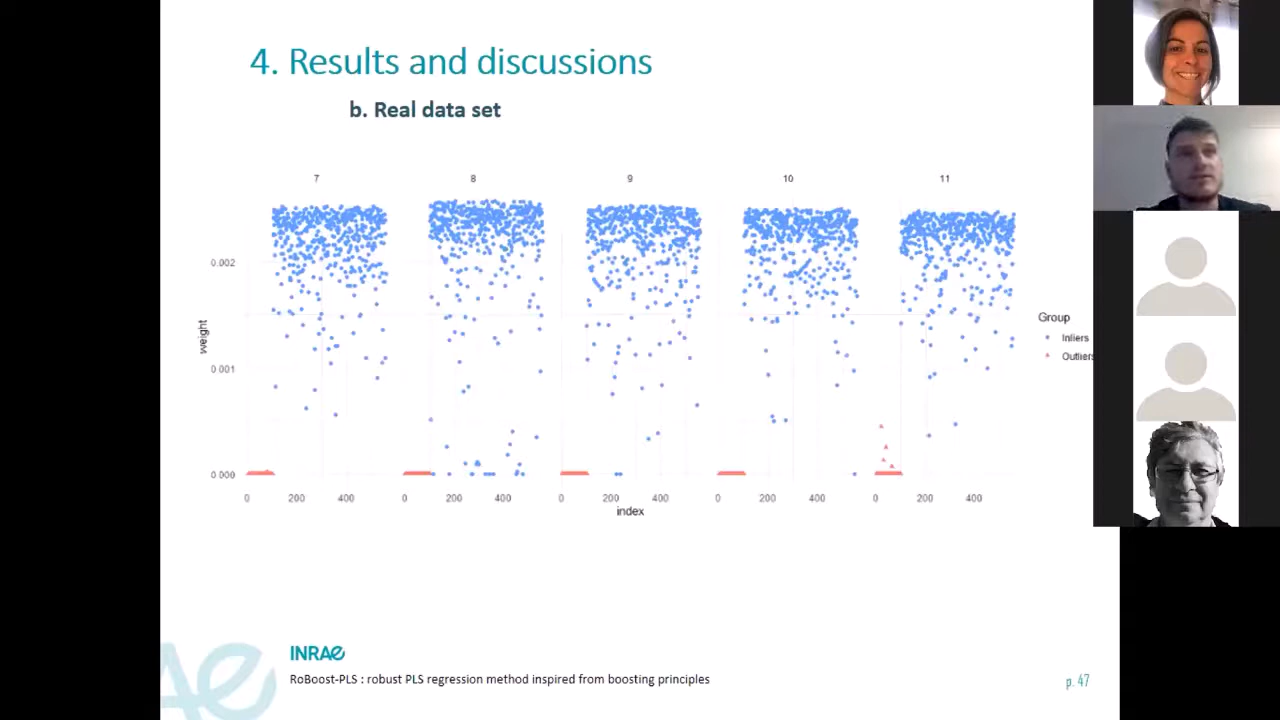 4. Results and discussions
b. Real data set
7 8 9 10 11
0.002
0.001
0.000
weight
0 200 400 0 200 400 0 200 400 0 200 400 0 200 400
index
Group
Inliers
Outliers
INRAE
RoBoost-PLS : robust PLS regression method inspired from boosting principles
p. 47